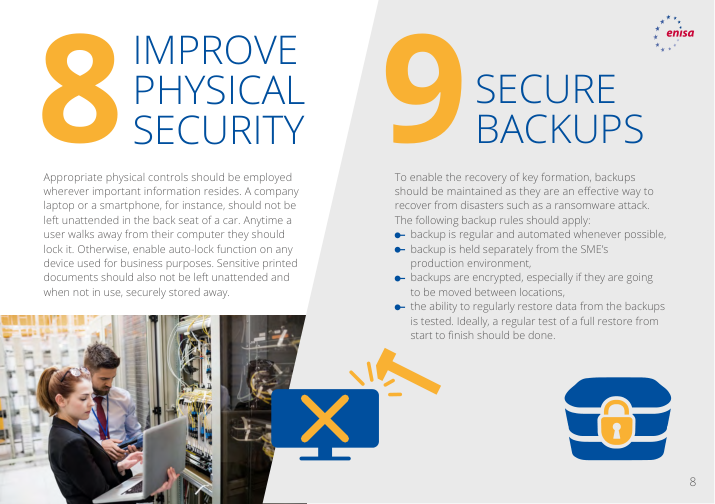 8
IMPROVE
PHYSICAL
SECURITY
Appropriate physical controls should be employed
wherever important information resides. A company
laptop or a smartphone, for instance, should not be
left unattended in the back seat of a car. Anytime a
user walks away from their computer they should
lock it. Otherwise, enable auto-lock function on any
device used for business purposes. Sensitive printed
documents should also not be left unattended and
when not in use, securely stored away.
enisa
9
SECURE
BACKUPS
To enable the recovery of key formation, backups
should be maintained as they are an effective way to
recover from disasters such as a ransomware attack.
The following backup rules should apply:
backup is regular and automated whenever possible,
backup is held separately from the SME's
production environment,
backups are encrypted, especially if they are going
to be moved between locations,
the ability to regularly restore data from the backups
is tested. Ideally, a regular test of a full restore from
start to finish should be done.
8